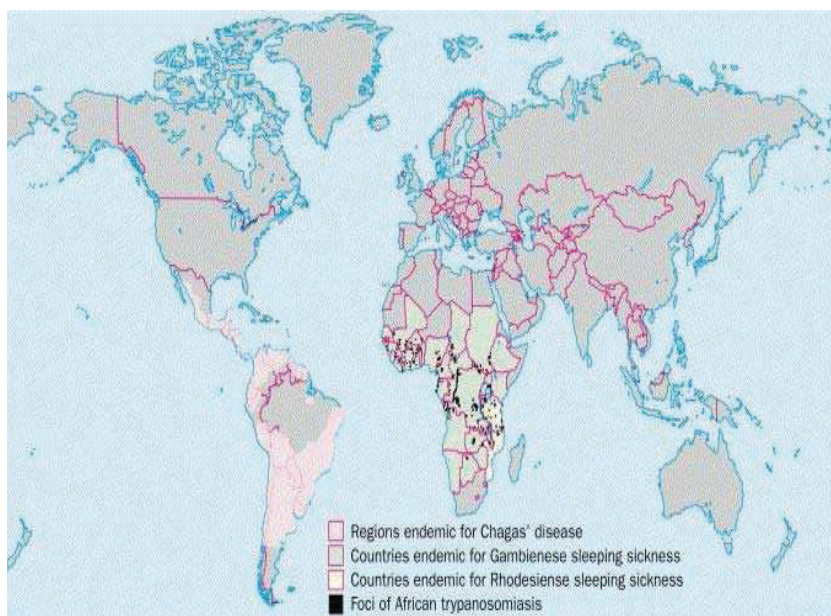 Regions endemic for Chagas' disease
Countries endemic for Gambienese sleeping sickness
Countries endemic for Rhodesiense sleeping sickness
Foci of African trypanosomiasis